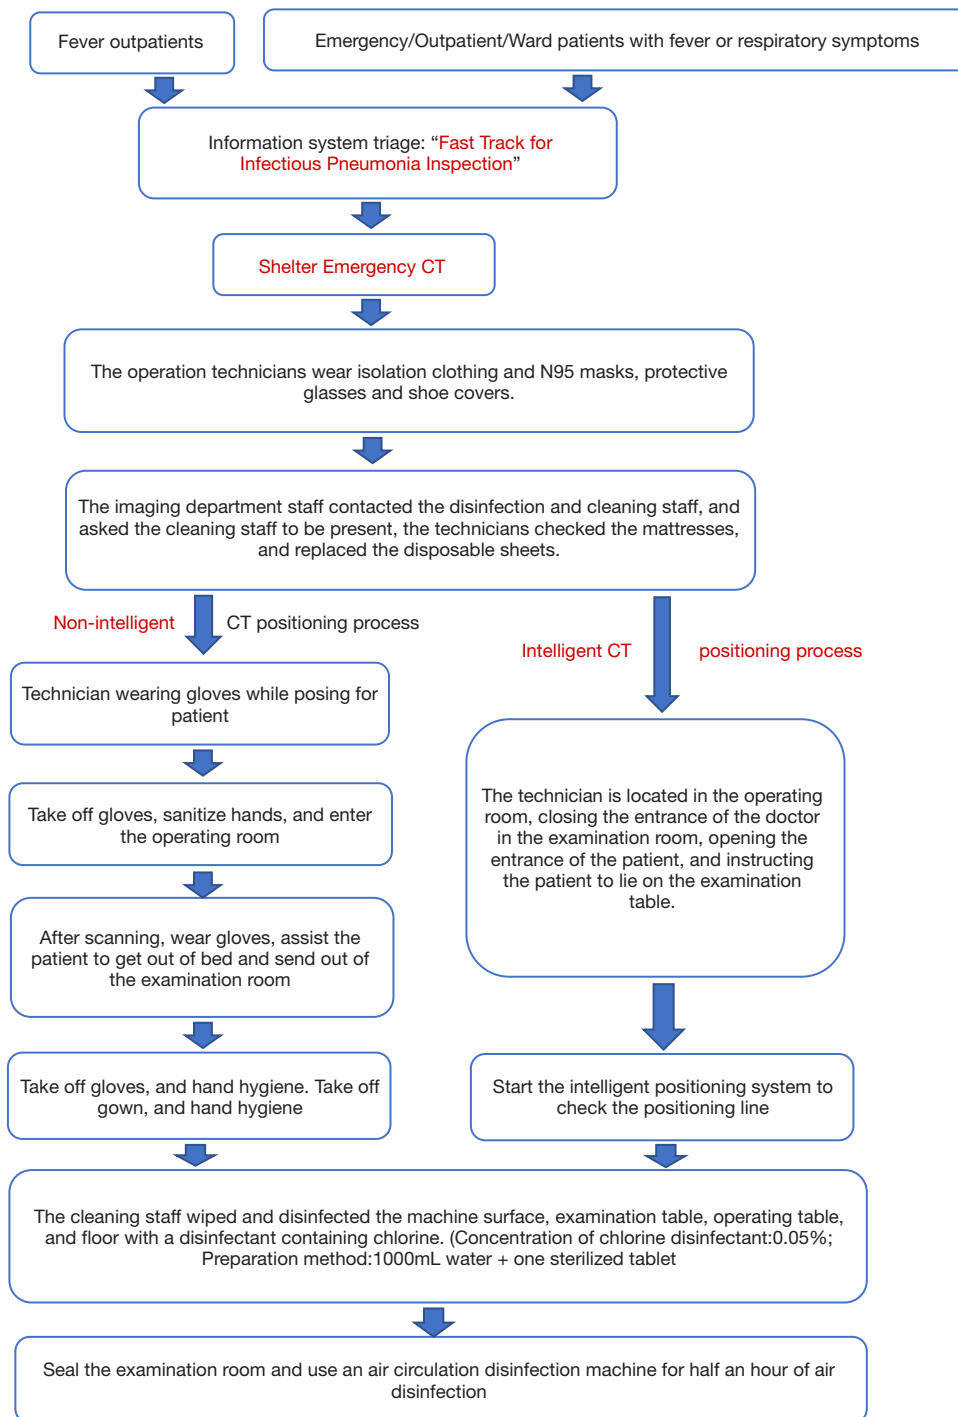 Fever outpatients
Emergency/Outpatient/Ward patients with fever or respiratory symptoms
Information system triage: “Fast Track for
Infectious Pneumonia Inspection”
Shelter Emergency CT
The operation technicians wear isolation clothing and N95 masks, protective
glasses and shoe covers.
The imaging department staff contacted the disinfection and cleaning staff, and
asked the cleaning staff to be present, the technicians checked the mattresses,
and replaced the disposable sheets.
Non-intelligent CT positioning process
Technician wearing gloves while posing for
patient
Take off gloves, sanitize hands, and enter
the operating room
After scanning, wear gloves, assist the
patient to get out of bed and send out of
the examination room
Take off gloves, and hand hygiene. Take off
gown, and hand hygiene
Intelligent CT positioning process
The technician is located in the operating
room, closing the entrance of the doctor
in the examination room, opening the
entrance of the patient, and instructing
the patient to lie on the examination
table.
Start the intelligent positioning system to
check the positioning line
The cleaning staff wiped and disinfected the machine surface, examination table, operating table,
and floor with a disinfectant containing chlorine. (Concentration of chlorine disinfectant:0.05%;
Preparation method:1000mL water + one sterilized tablet
Seal the examination room and use an air circulation disinfection machine for half an hour of air
disinfection